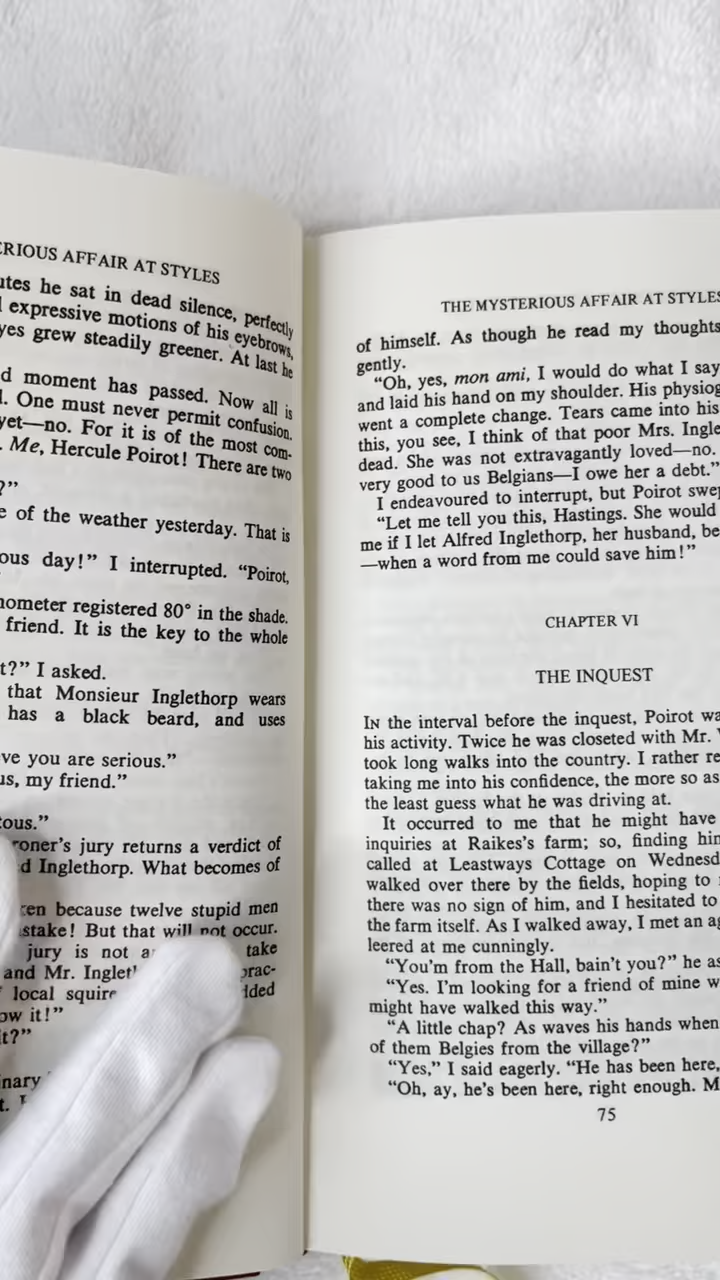 ERIOUS AFFAIR AT STYLES
utes he sat in dead silence, perfectly
l expressive motions of his eyebrows,
yes grew steadily greener. At last he
d moment has passed. Now all is
l. One must never permit confusion.
yet—no. For it is of the most com-
. Me, Hercule Poirot! There are two
?”
e of the weather yesterday. That is
ous day!” I interrupted. “Poirot,
nometer registered 80° in the shade.
friend. It is the key to the whole
t?” I asked.
that Monsieur Inglethorp wears
has a black beard, and uses
ve you are serious.”
us, my friend.”
tous.”
roner’s jury returns a verdict of
d Inglethorp. What becomes of
ken because twelve stupid men
stake! But that will not occur.
jury is not a take
and Mr. Inglet prac-
local squire dded
ow it!”
t?”
nary
t.
THE MYSTERIOUS AFFAIR AT STYLES
of himself. As though he read my thoughts
gently.
“Oh, yes, mon ami, I would do what I say
and laid his hand on my shoulder. His physiog
went a complete change. Tears came into his
this, you see, I think of that poor Mrs. Ingle
dead. She was not extravagantly loved—no.
very good to us Belgians—I owe her a debt.”
I endeavoured to interrupt, but Poirot swep
“Let me tell you this, Hastings. She would
me if I let Alfred Inglethorp, her husband, be
—when a word from me could save him!”
CHAPTER VI
THE INQUEST
IN the interval before the inquest, Poirot wa
his activity. Twice he was closeted with Mr.
took long walks into the country. I rather re
taking me into his confidence, the more so as
the least guess what he was driving at.
It occurred to me that he might have
inquiries at Raikes’s farm; so, finding him
called at Leastways Cottage on Wednesd
walked over there by the fields, hoping to
there was no sign of him, and I hesitated to
the farm itself. As I walked away, I met an ag
leered at me cunningly.
“You’m from the Hall, bain’t you?” he as
“Yes. I’m looking for a friend of mine w
might have walked this way.”
“A little chap? As waves his hands when
of them Belgies from the village?”
“Yes,” I said eagerly. “He has been here,
“Oh, ay, he’s been here, right enough. M
75